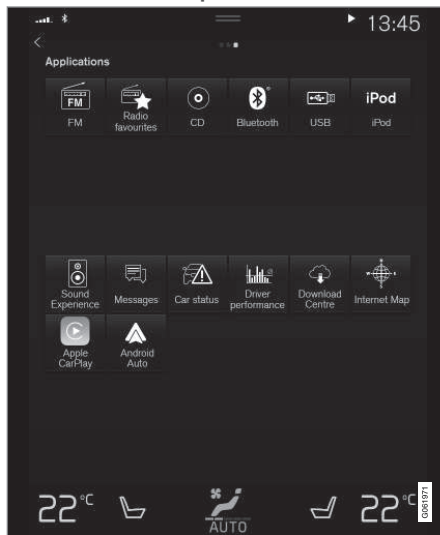 13:45
Applications
FM
iPod
FM
Radio
favourites
CD
Bluetooth
USB
iPod
Sound
Experience
Messages
Car status
Driver
performance
Download
Centre
Internet Map
Apple
CarPlay
Android
Auto
22°C
AUTO
22°C
G061971